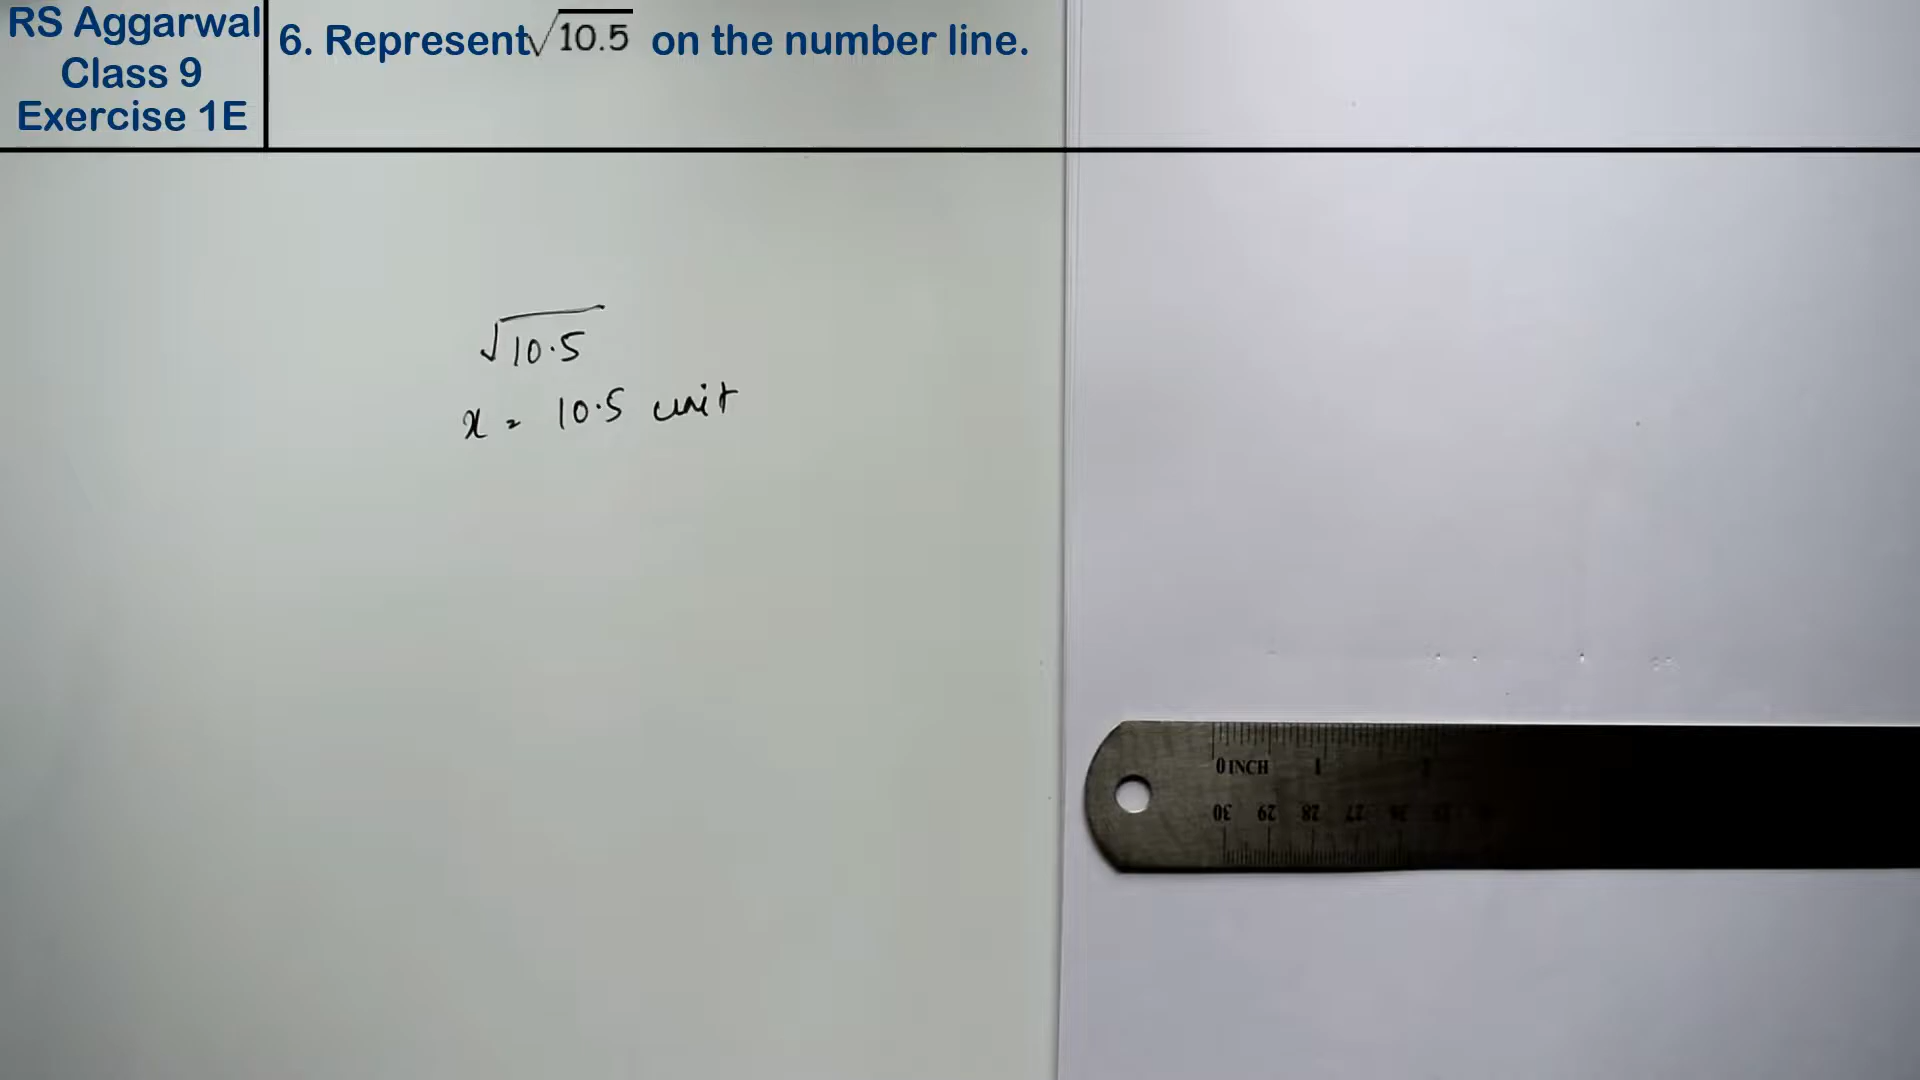 RS Aggarwal
Class 9
Exercise 1E
6. Represent √10.5 on the number line.
√10.5
x = 10.5 unit
0 INCH 1
30 29 28 27